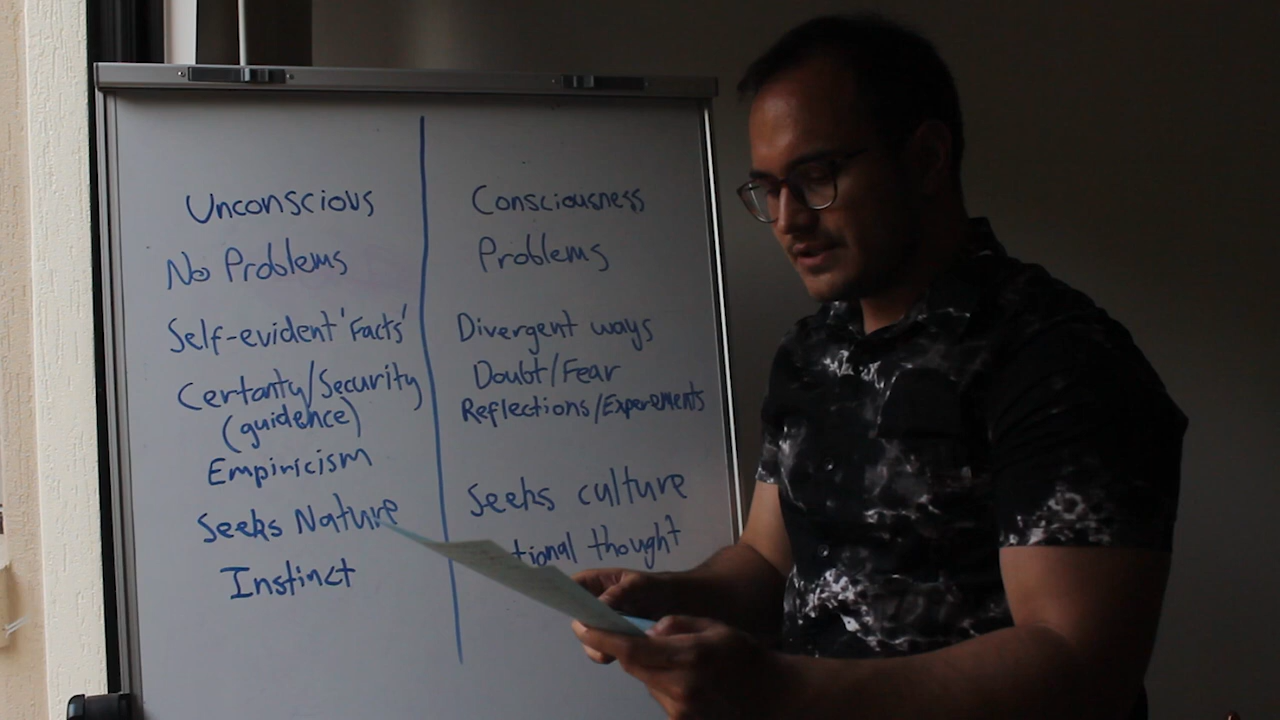 Unconscious
No Problems
Self-evident 'Facts'
Certanty/Security
(guidence)
Empiricism
Seeks Nature
Instinct
Consciousness
Problems
Divergent ways
Doubt/Fear
Reflections/Experements
Seeks culture
thought